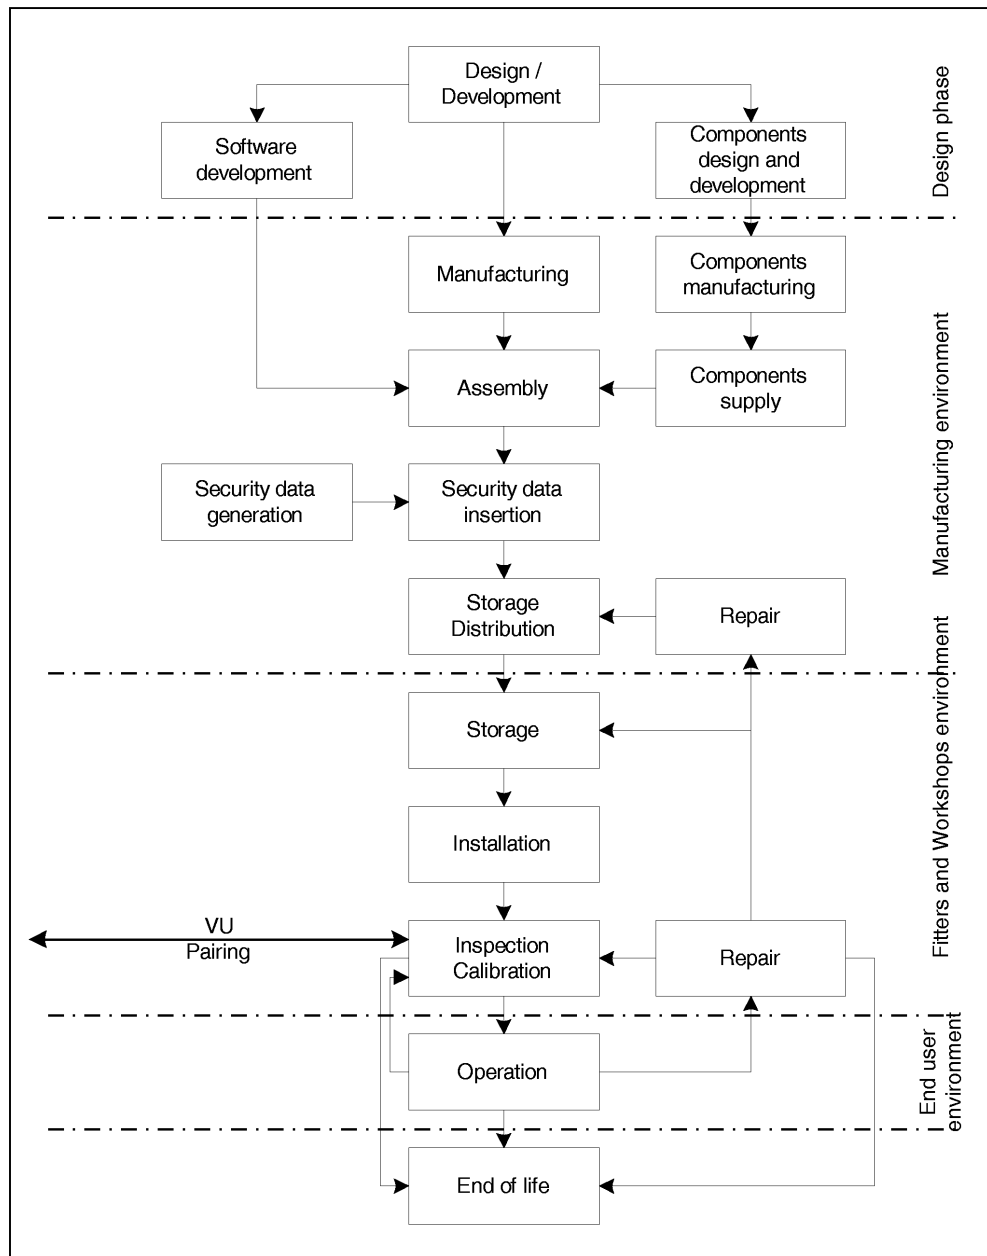 Design /
Development
Design phase
Software
development
Components
design and
development
Manufacturing
Components
manufacturing
Manufacturing environment
Assembly
Components
supply
Security data
generation
Security data
insertion
Storage
Distribution
Repair
Fitters and Workshops environment
Storage
Installation
VU
Pairing
Inspection
Calibration
Repair
End user
environment
Operation
End of life